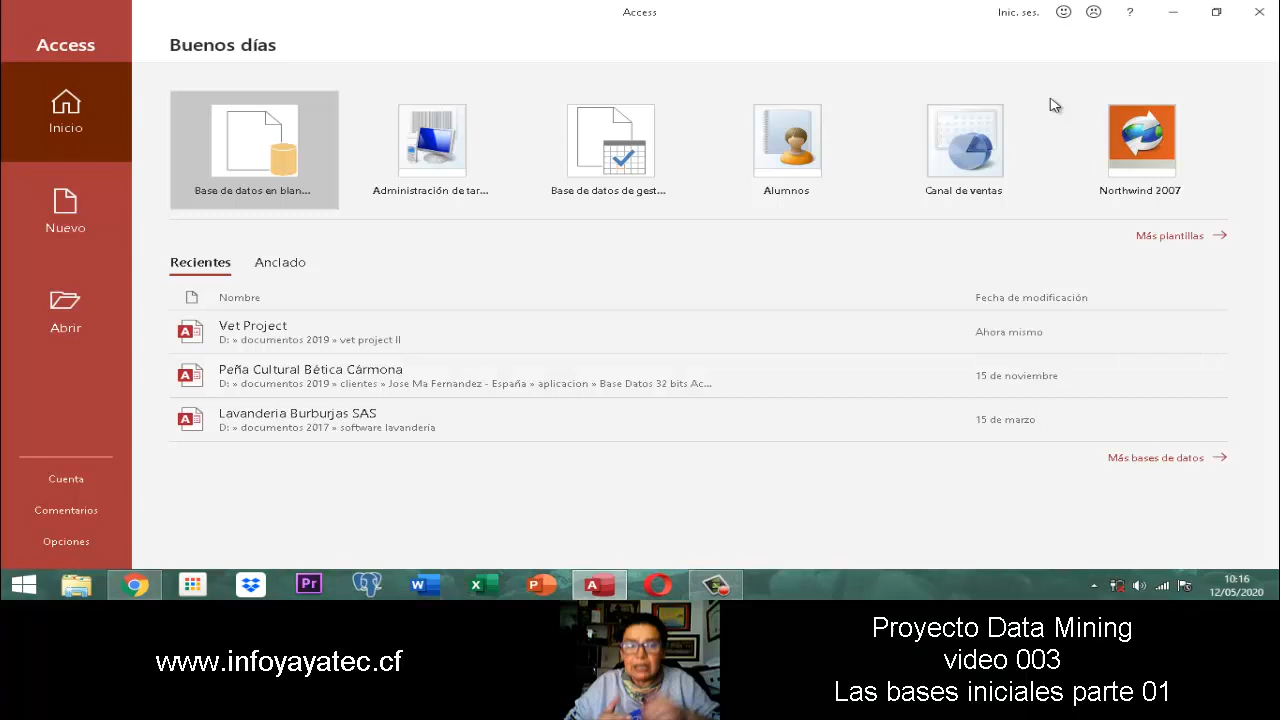 Access
Inic. ses.
?
Access
Buenos días
Inicio
Nuevo
Abrir
Base de datos en blan...
Administración de tar...
Base de datos de gest...
Alumnos
Canal de ventas
Northwind 2007
Más plantillas
Recientes
Anclado
Nombre
Fecha de modificación
Vet Project
D: » documentos 2019 » vet project II
Ahora mismo
Peña Cultural Bética Cármona
D: » documentos 2019 » clientes » Jose Ma Fernandez - España » aplicacion » Base Datos 32 bits Ac...
15 de noviembre
Lavanderia Burburjas SAS
D: » documentos 2017 » software lavandería
15 de marzo
Más bases de datos
Cuenta
Comentarios
Opciones
Pr
10:16
12/05/2020
www.infoyayatec.cf
Proyecto Data Mining
video 003
Las bases iniciales parte 01